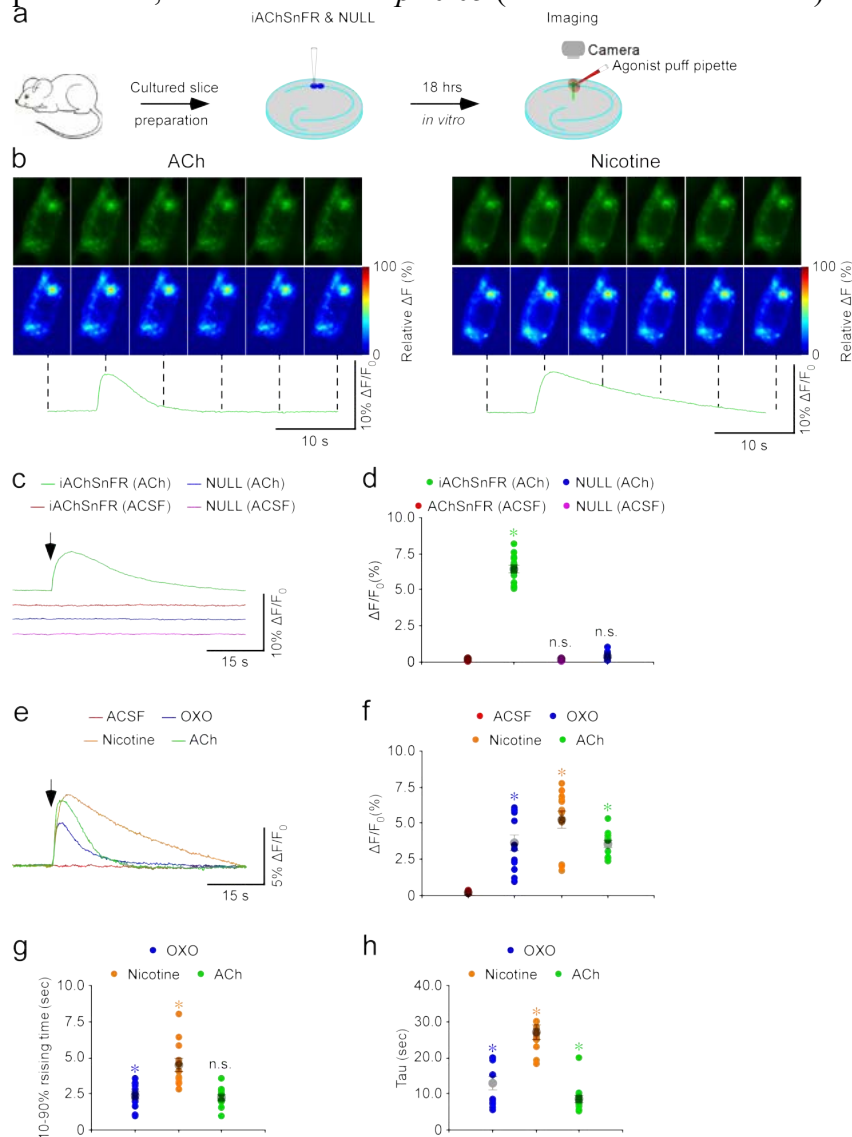 a
iAChSnFR & NULL
Imaging
Camera
Agonist puff pipette
Cultured slice
preparation
18 hrs
in vitro
b
ACh
Nicotine
100
0
Relative ΔF (%)
100
0
Relative ΔF (%)
10% ΔF/F0
10 s
10% ΔF/F0
10 s
c
iAChSnFR (ACh)
NULL (ACh)
iAChSnFR (ACSF)
NULL (ACSF)
10% ΔF/F0
15 s
d
iAChSnFR (ACh)
NULL (ACh)
AChSnFR (ACSF)
NULL (ACSF)
10.0
7.5
5.0
2.5
0
ΔF/F0(%)
*
n.s.
n.s.
e
ACSF
OXO
Nicotine
ACh
5% ΔF/F0
15 s
f
ACSF
OXO
Nicotine
ACh
10.0
7.5
5.0
2.5
0
ΔF/F0(%)
*
*
*
g
OXO
Nicotine
ACh
10.0
7.5
5.0
2.5
0.0
10-90% rsising time (sec)
*
*
n.s.
h
OXO
Nicotine
ACh
40.0
30.0
20.0
10.0
0.0
Tau (sec)
*
*
*